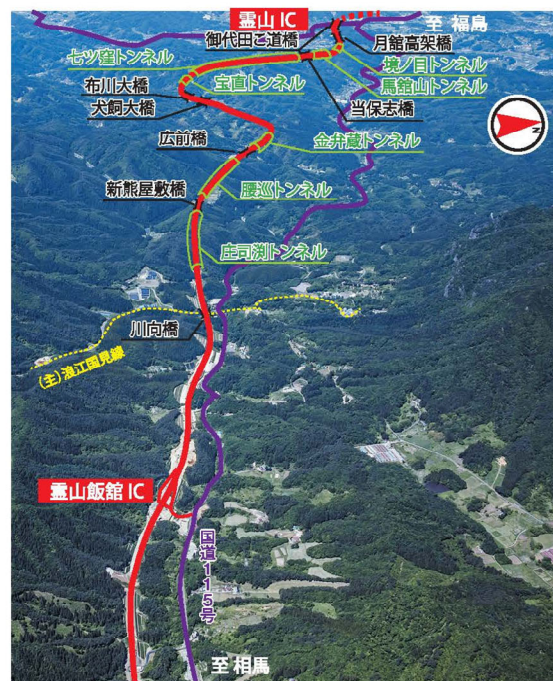 霊山 IC
至 福島
御代田こ道橋
月舘高架橋
七ツ窪トンネル
境ノ目トンネル
宝直トンネル
馬舘山トンネル
布川大橋
当保志橋
犬飼大橋
広前橋
金井蔵トンネル
N
新熊屋敷橋
腰巡トンネル
庄司渕トンネル
川向橋
(主)浪江国見線
霊山飯舘 IC
国道115号
至 相馬